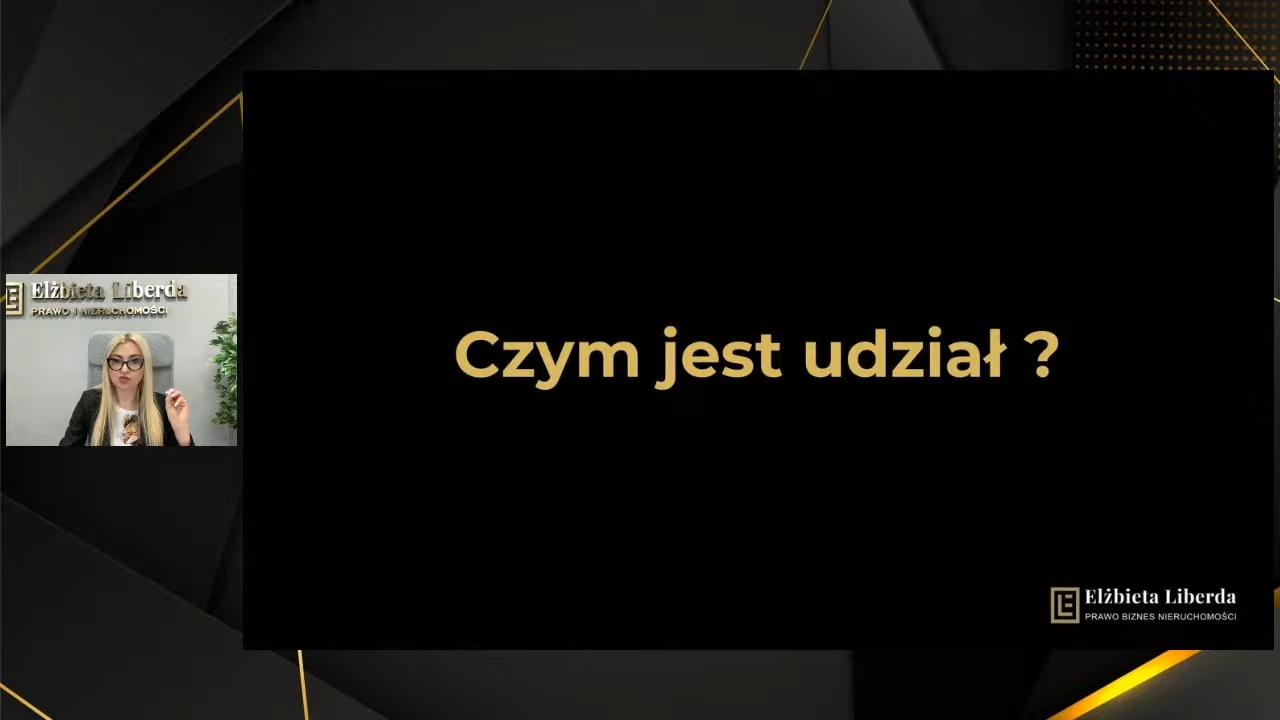 Elżbieta Liberda
PRAWO I NIERUCHOMOŚCI
Czym jest udział ?
Elżbieta Liberda
PRAWO BIZNES NIERUCHOMOŚCI